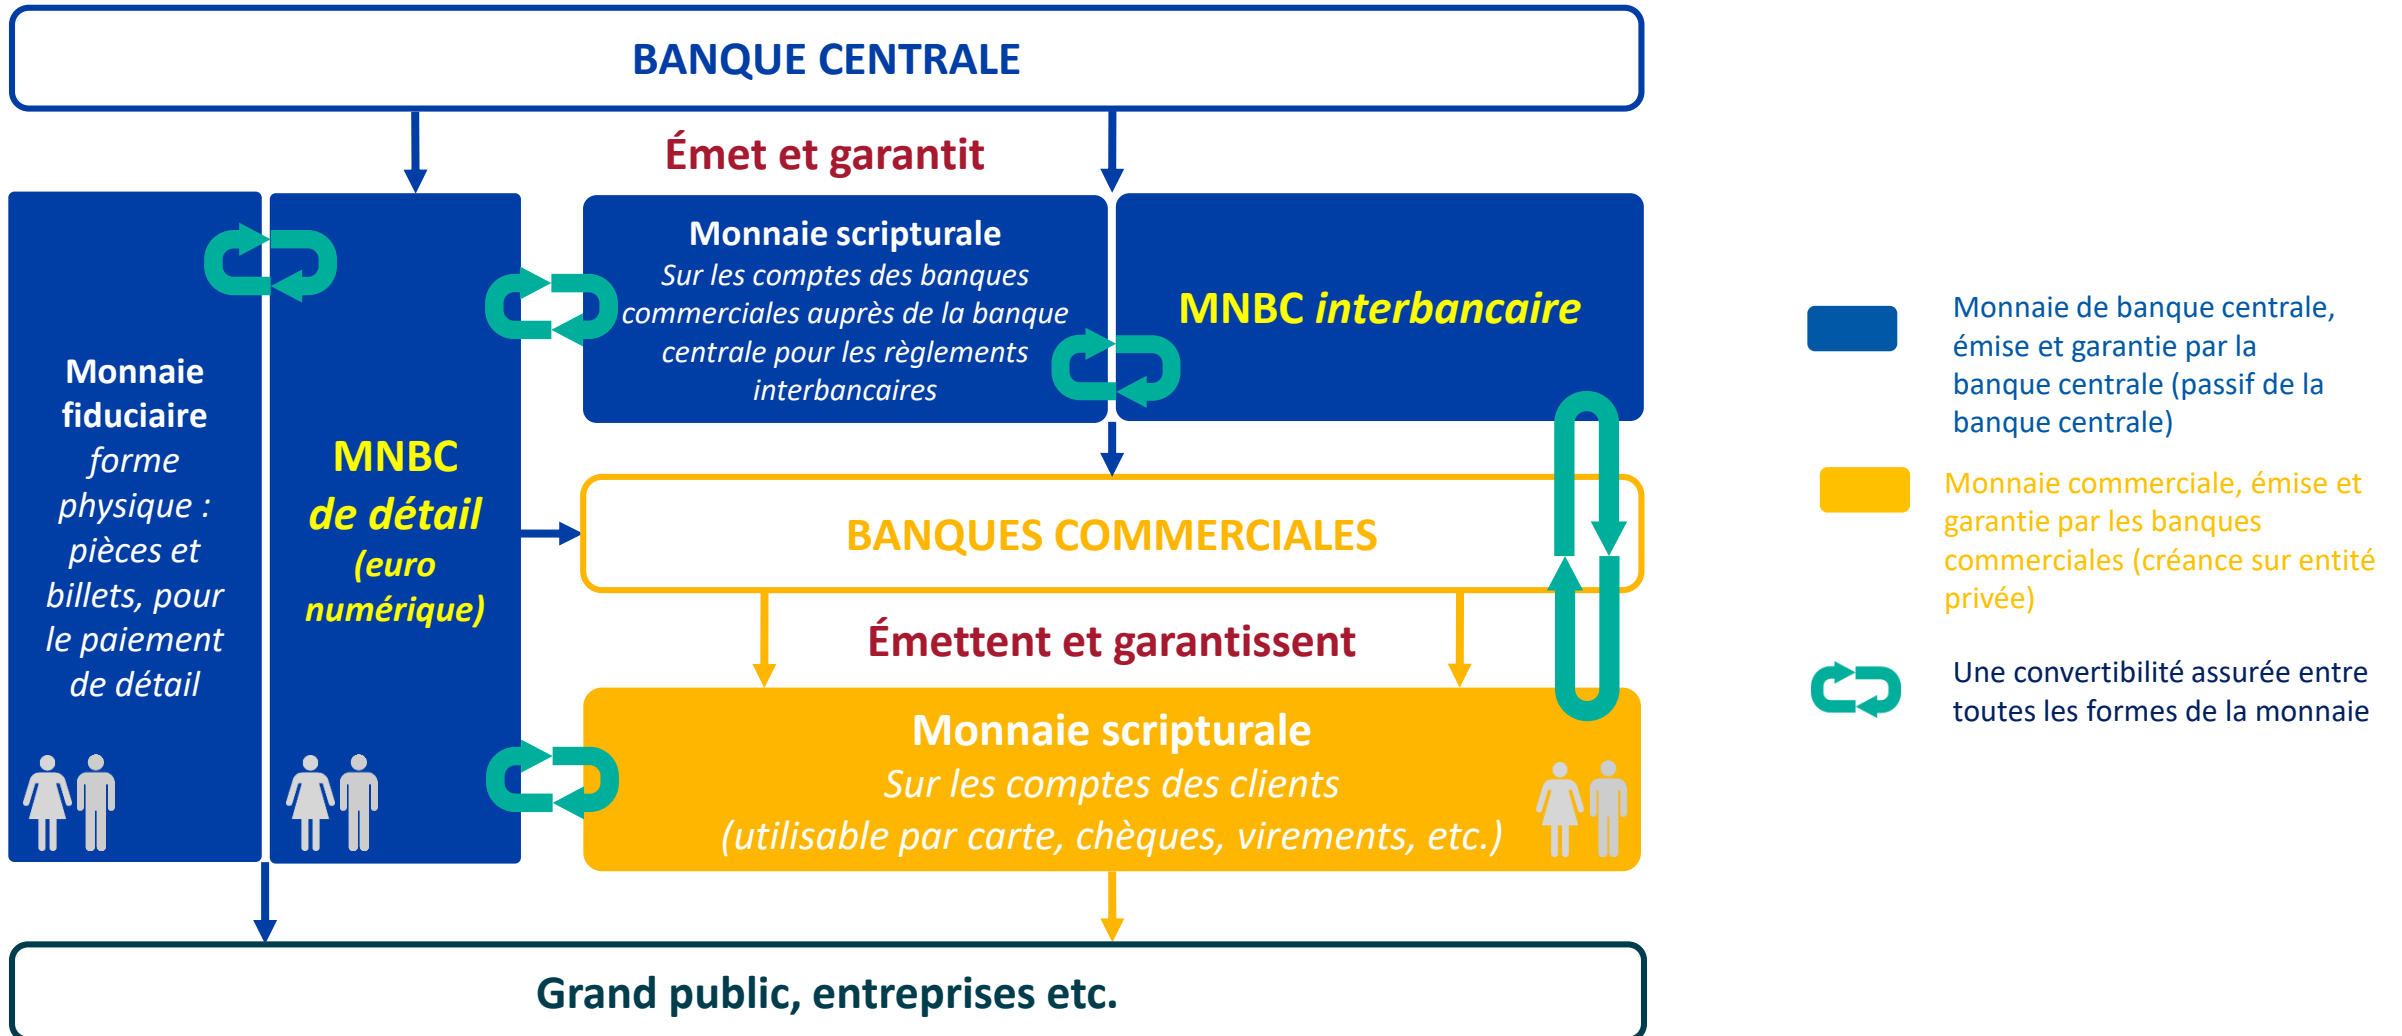 BANQUE CENTRALE
Émet et garantit
Monnaie
fiduciaire
forme
physique :
pièces et
billets, pour
le paiement
de détail
MNBC
de détail
(euro
numérique)
Monnaie scripturale
Sur les comptes des banques
commerciales auprès de la banque
centrale pour les règlements
interbancaires
MNBC interbancaire
BANQUES COMMERCIALES
Émettent et garantissent
Monnaie scripturale
Sur les comptes des clients
(utilisable par carte, chèques, virements, etc.)
Grand public, entreprises etc.
Monnaie de banque centrale,
émise et garantie par la
banque centrale (passif de la
banque centrale)
Monnaie commerciale, émise et
garantie par les banques
commerciales (créance sur entité
privée)
Une convertibilité assurée entre
toutes les formes de la monnaie